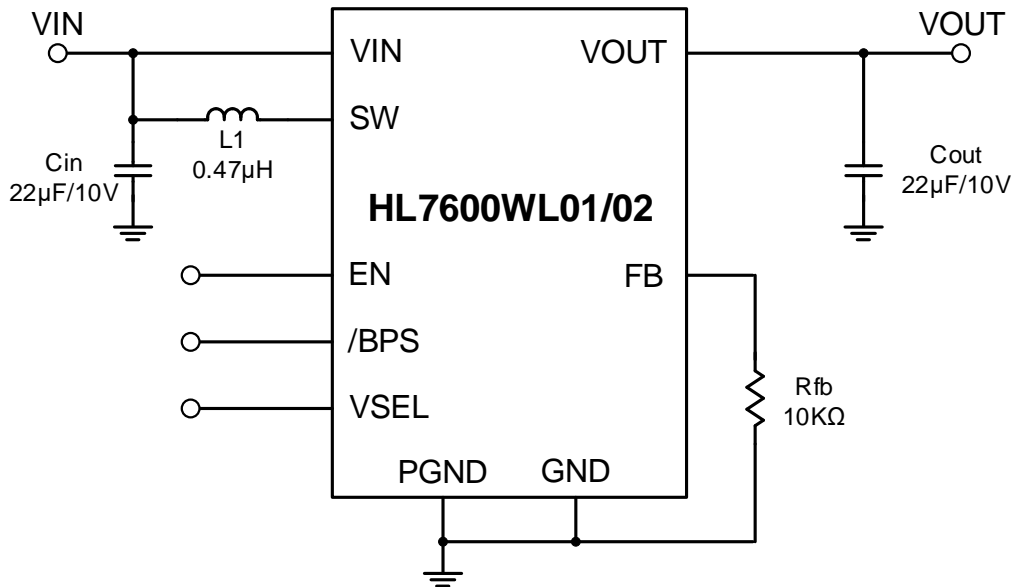 VIN
VOUT
VIN
VOUT
SW
L1
0.47µH
Cin
22µF/10V
Cout
22µF/10V
HL7600WL01/02
EN
FB
/BPS
VSEL
Rfb
10KΩ
PGND
GND